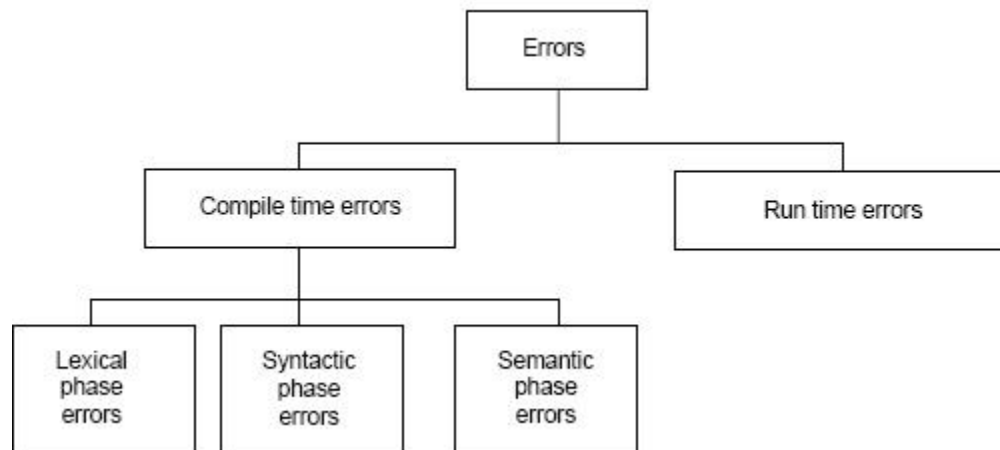 Errors
Compile time errors
Run time errors
Lexical
phase
errors
Syntactic
phase
errors
Semantic
phase
errors